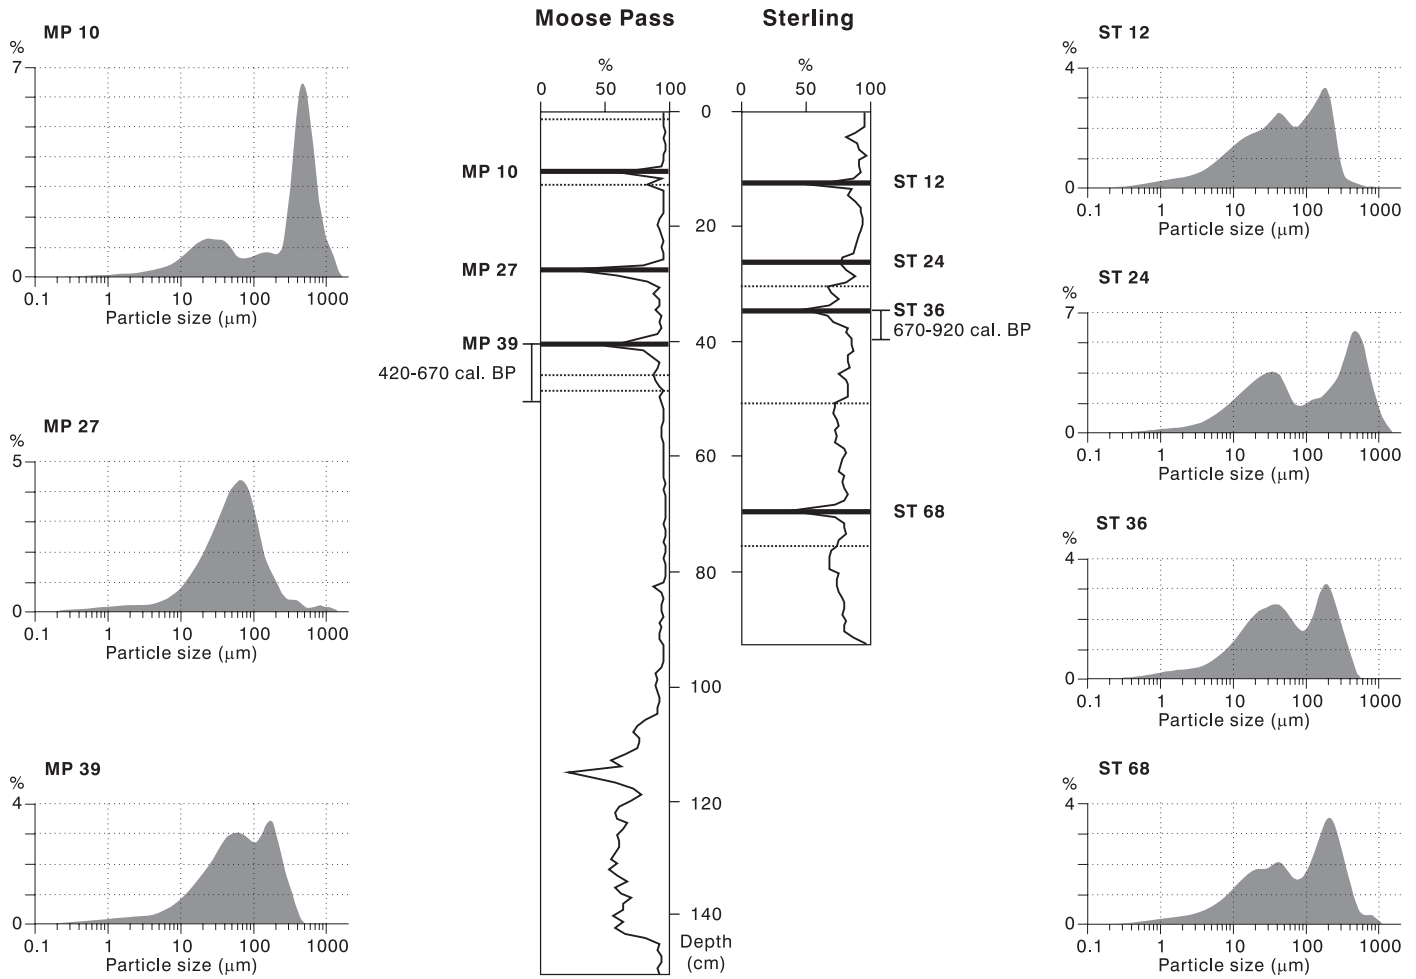 Moose Pass
Sterling
MP 10
%
7
0
0.1 1 10 100 1000
Particle size (μm)
MP 27
%
5
0
0.1 1 10 100 1000
Particle size (μm)
MP 39
%
4
0
0.1 1 10 100 1000
Particle size (μm)
%
0 50 100
MP 10
MP 27
MP 39
420-670 cal. BP
0
20
40
60
80
100
120
140
Depth
(cm)
%
0 50 100
ST 12
ST 24
ST 36
670-920 cal. BP
ST 68
ST 12
%
4
0
0.1 1 10 100 1000
Particle size (μm)
ST 24
%
7
0
0.1 1 10 100 1000
Particle size (μm)
ST 36
%
4
0
0.1 1 10 100 1000
Particle size (μm)
ST 68
%
4
0
0.1 1 10 100 1000
Particle size (μm)